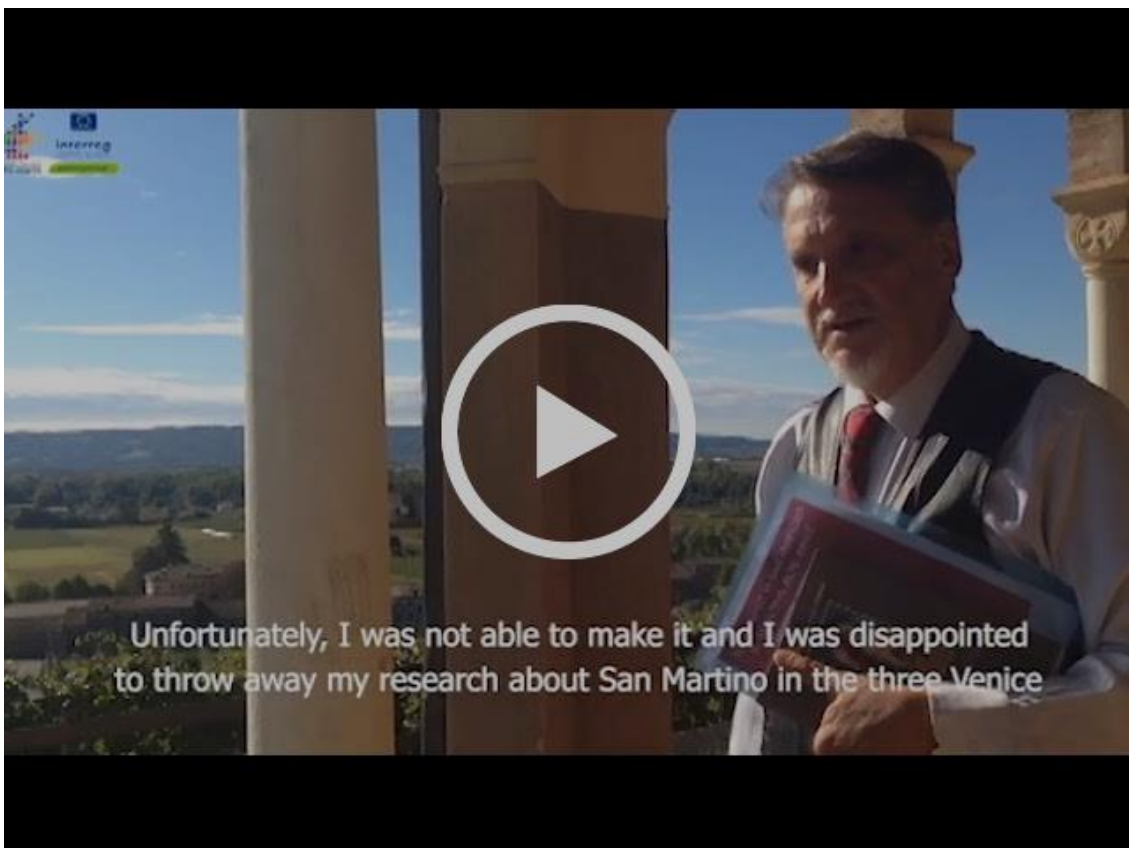 Interreg
Unfortunately, I was not able to make it and I was disappointed
to throw away my research about San Martino in the three Venice